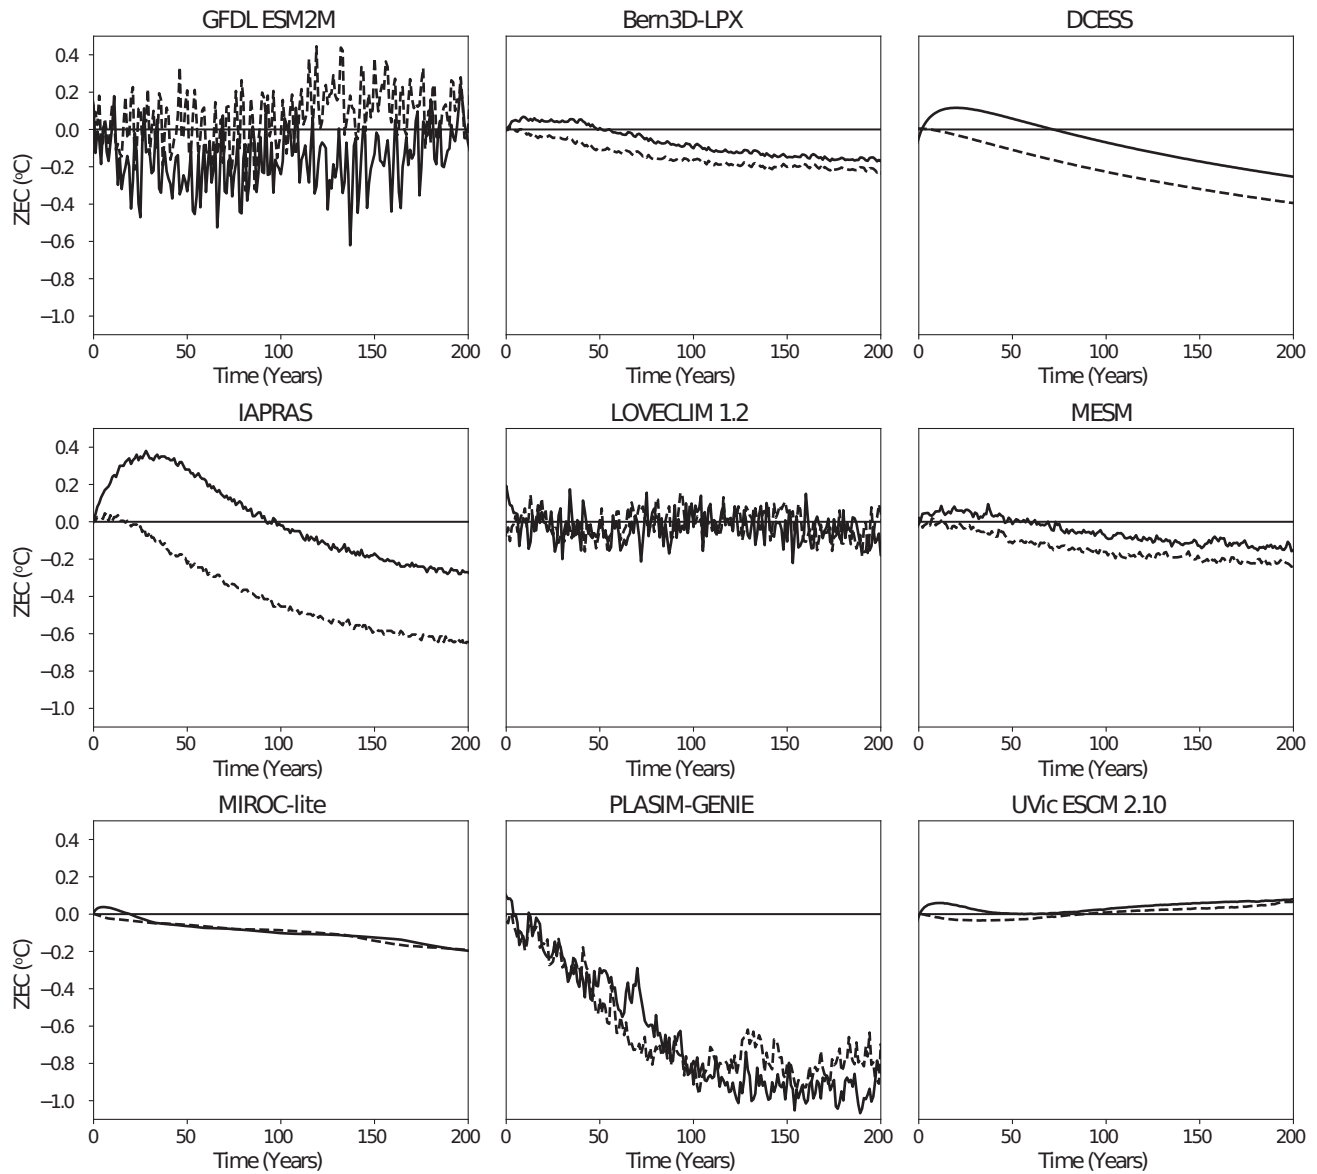 GFDL ESM2M Bern3D-LPX DCESS
0.4
0.2
0.0
−0.2
−0.4
−0.6
−0.8
−1.0
ZEC (°C)
0 50 100 150 200 0 50 100 150 200 0 50 100 150 200
Time (Years) Time (Years) Time (Years)
IAPRAS LOVECLIM 1.2 MESM
0.4
0.2
0.0
−0.2
−0.4
−0.6
−0.8
−1.0
ZEC (°C)
0 50 100 150 200 0 50 100 150 200 0 50 100 150 200
Time (Years) Time (Years) Time (Years)
MIROC-lite PLASIM-GENIE UVic ESCM 2.10
0.4
0.2
0.0
−0.2
−0.4
−0.6
−0.8
−1.0
ZEC (°C)
0 50 100 150 200 0 50 100 150 200 0 50 100 150 200
Time (Years) Time (Years) Time (Years)